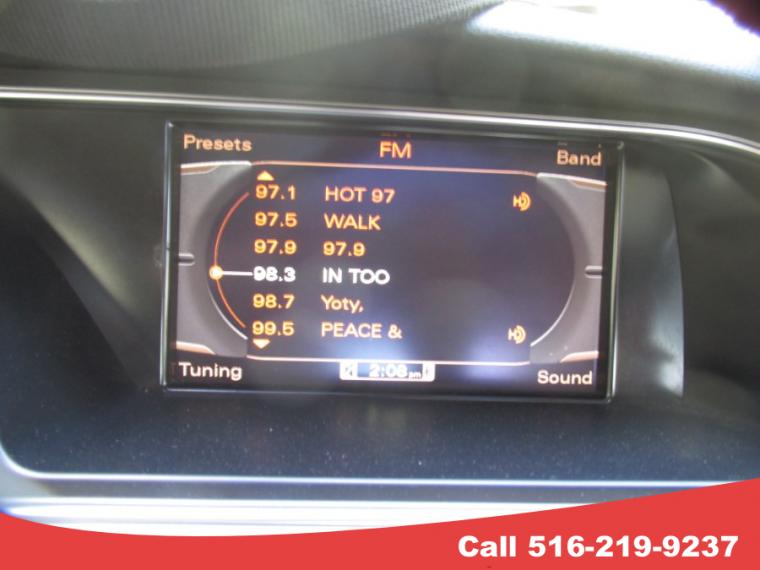 Presets FM Band
97.1 HOT 97
97.5 WALK
97.9 97.9
98.3 IN TOO
98.7 Yoty,
99.5 PEACE &
Tuning 2:08 pm Sound
Call 516-219-9237